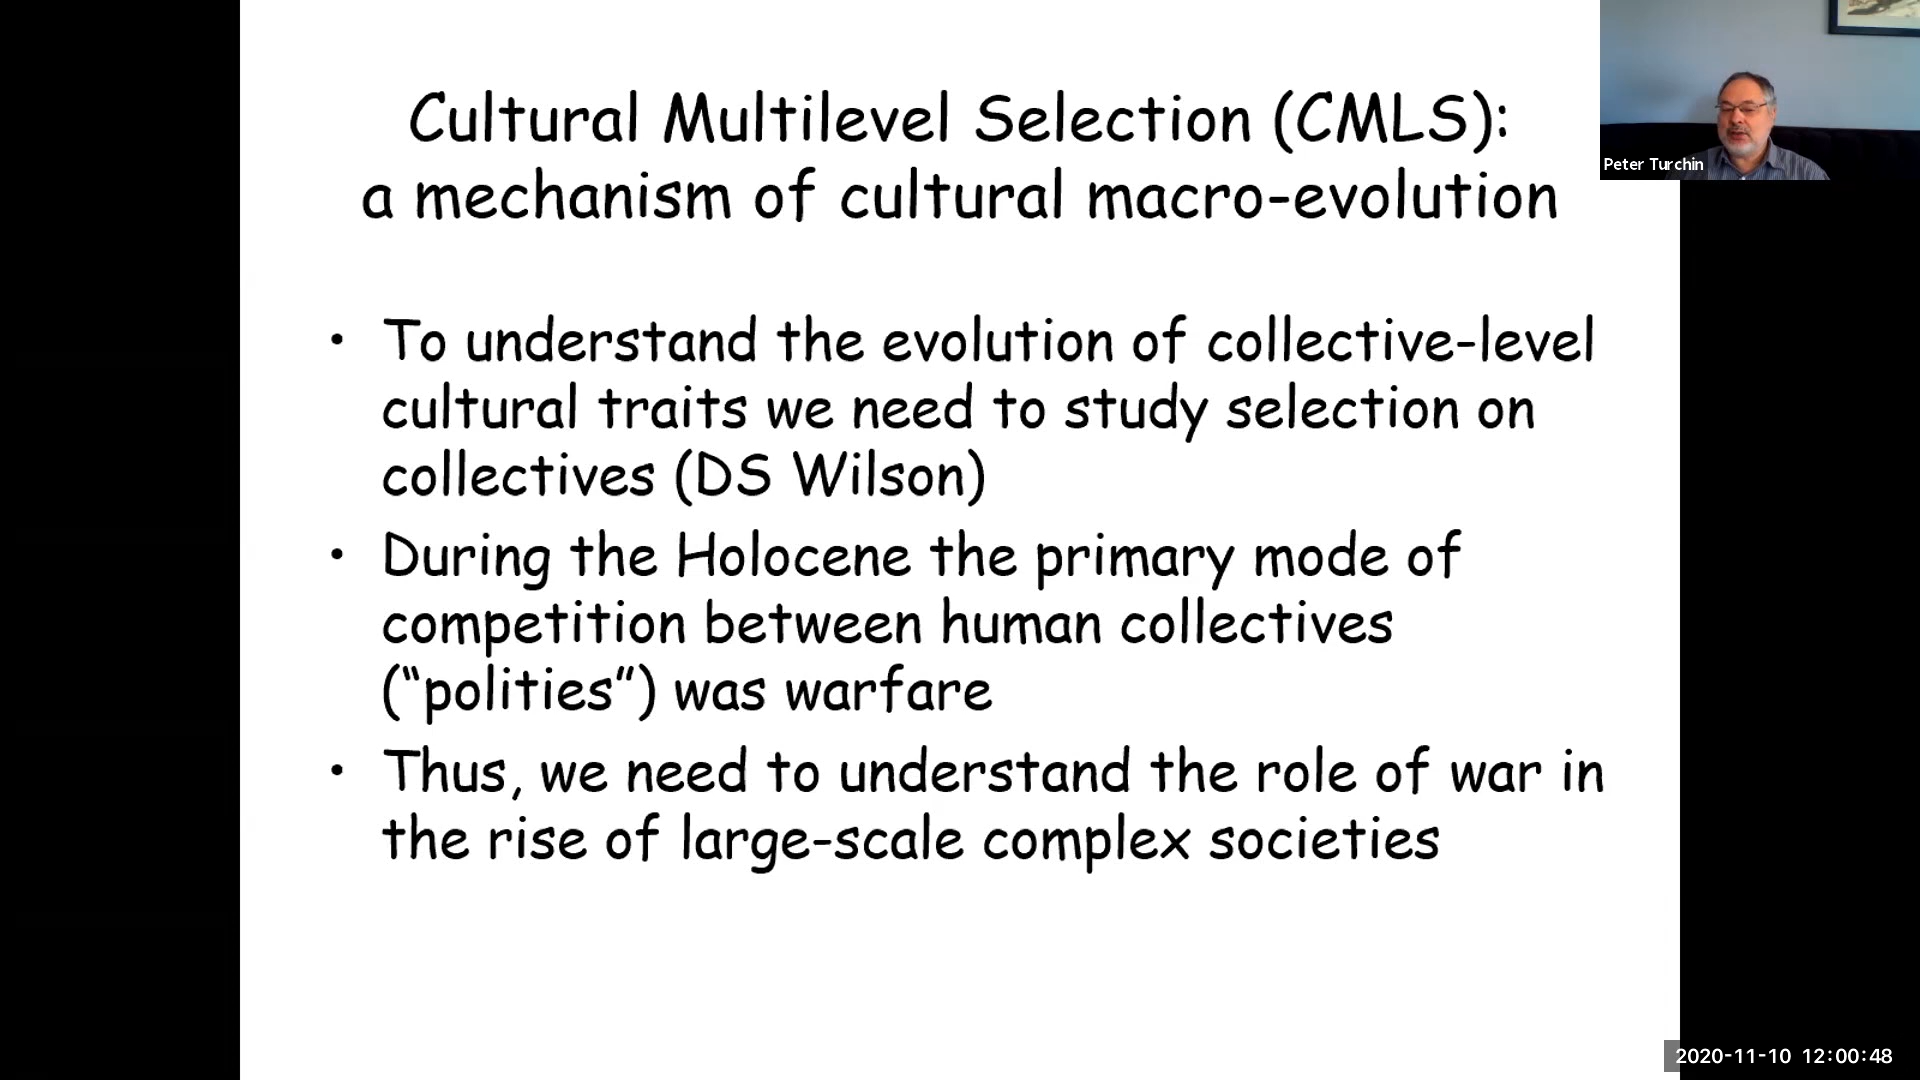 Cultural Multilevel Selection (CMLS):
a mechanism of cultural macro-evolution
• To understand the evolution of collective-level
cultural traits we need to study selection on
collectives (DS Wilson)
• During the Holocene the primary mode of
competition between human collectives
(“polities”) was warfare
• Thus, we need to understand the role of war in
the rise of large-scale complex societies
Peter Turchin
2020-11-10 12:00:48